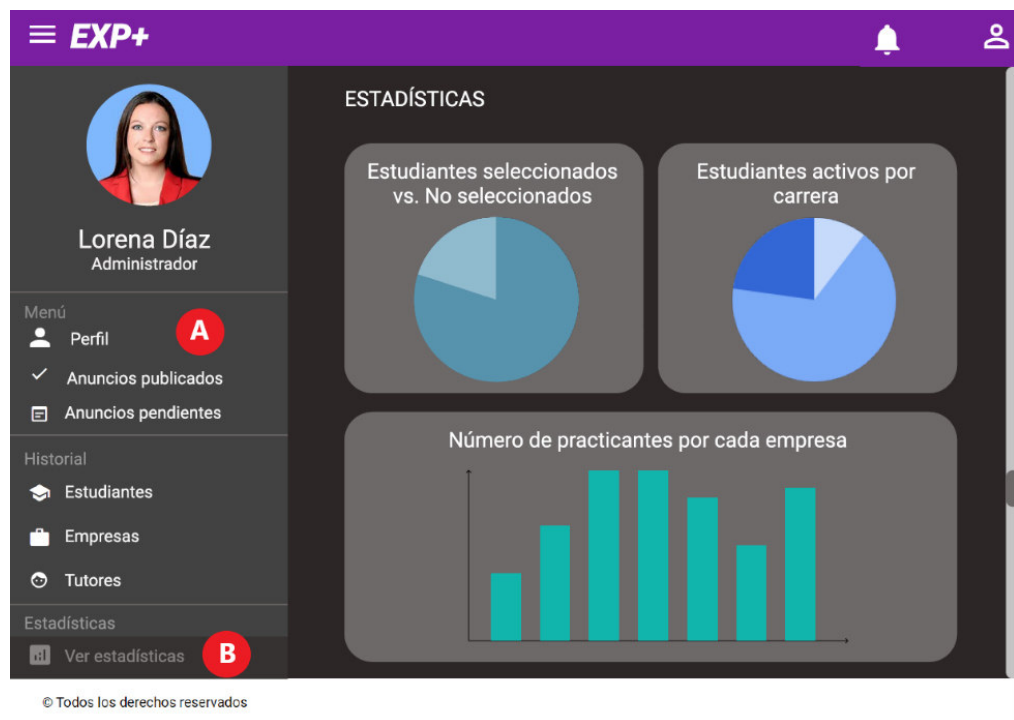 EXP+
Lorena Díaz
Administrador
Menú
Perfil
A
Anuncios publicados
Anuncios pendientes
Historial
Estudiantes
Empresas
Tutores
Estadísticas
Ver estadísticas
B
ESTADÍSTICAS
Estudiantes seleccionados
vs. No seleccionados
Estudiantes activos por
carrera
Número de practicantes por cada empresa
© Todos los derechos reservados